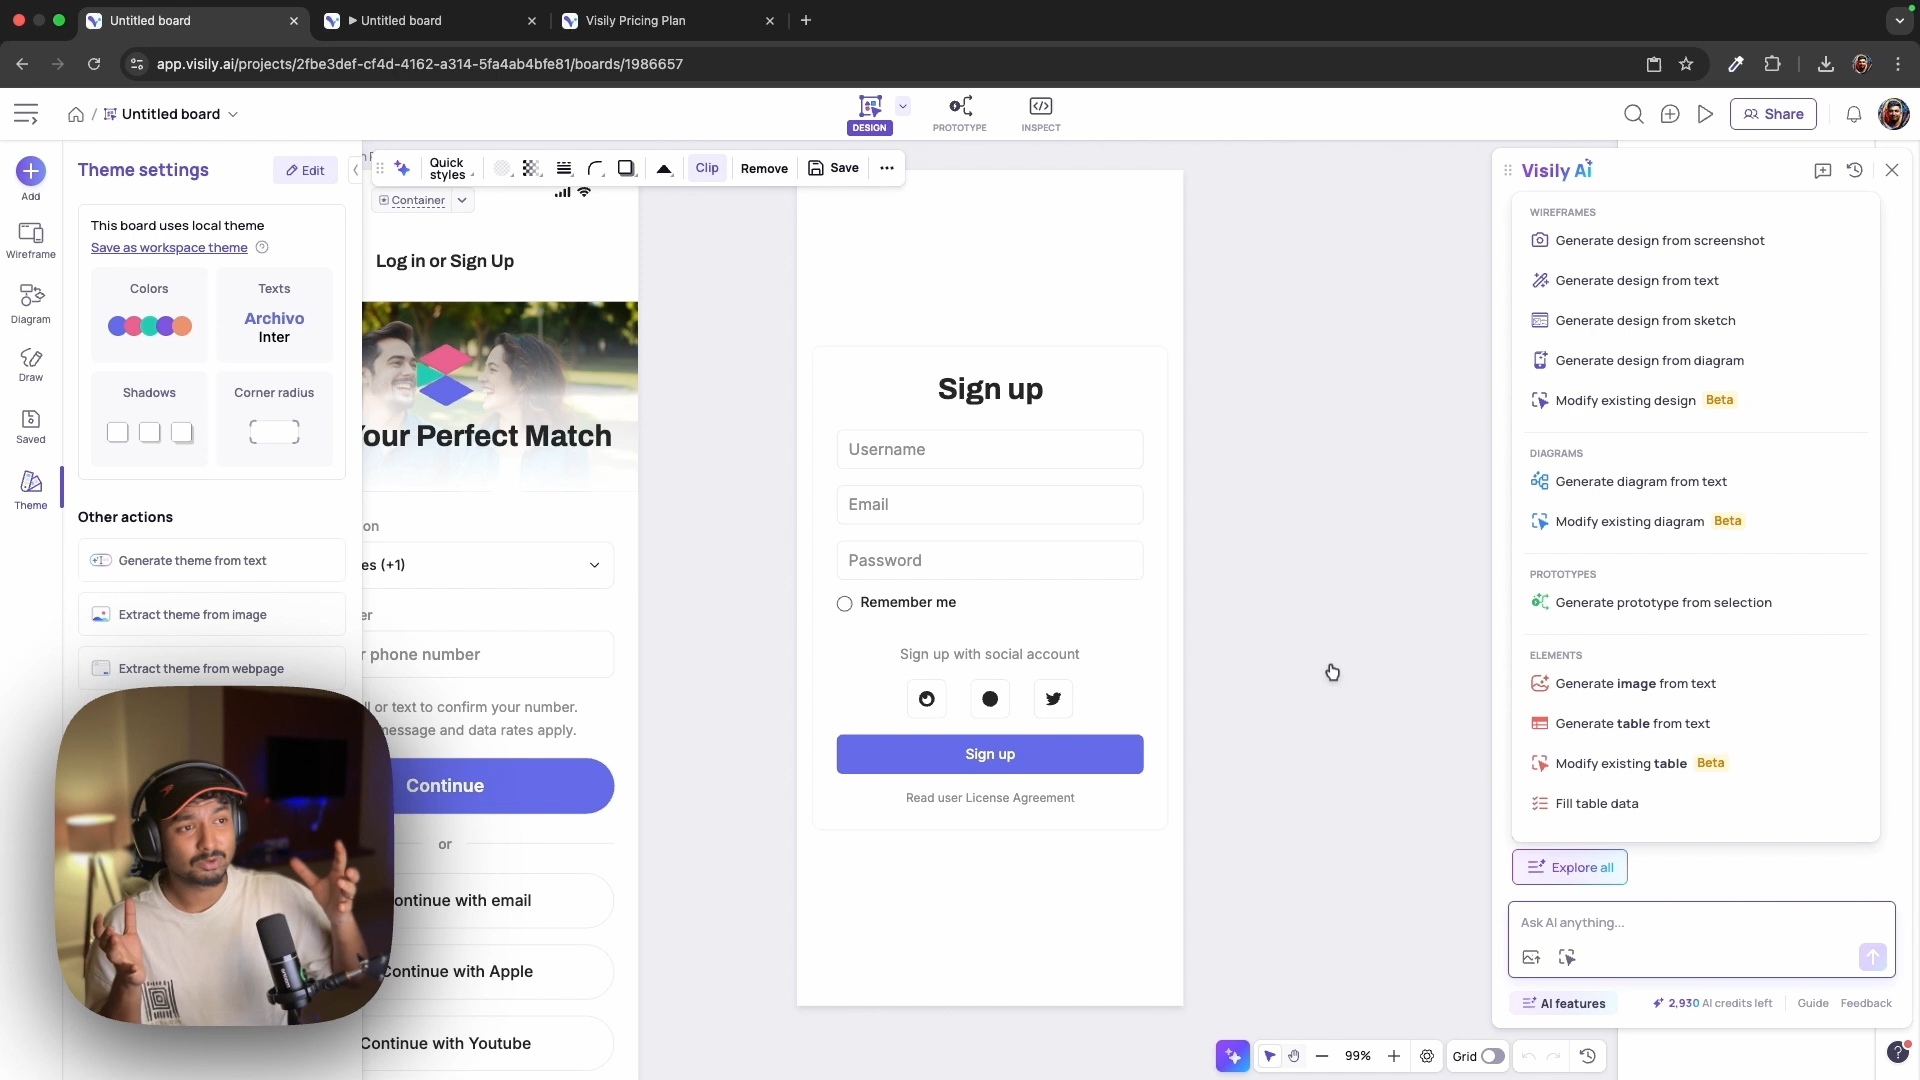 Untitled board
Untitled board
Visily Pricing Plan
app.visily.ai/projects/2fbe3def-cf4d-4162-a314-5fa4ab4bfe81/boards/1986657
/ Untitled board
DESIGN
PROTOTYPE
INSPECT
Share
Add
Wireframe
Diagram
Draw
Saved
Theme
Theme settings
Edit
This board uses local theme
Save as workspace theme
Colors
Texts
Archivo
Inter
Shadows
Corner radius
Other actions
Generate theme from text
Extract theme from image
Extract theme from webpage
Quick
styles
Clip
Remove
Save
Container
Log in or Sign Up
Your Perfect Match
on
es (+1)
er
r phone number
ll or text to confirm your number.
message and data rates apply.
Continue
or
Continue with email
Continue with Apple
Continue with Youtube
Sign up
Username
Email
Password
Remember me
Sign up with social account
Sign up
Read user License Agreement
Visily AI
WIREFRAMES
Generate design from screenshot
Generate design from text
Generate design from sketch
Generate design from diagram
Modify existing design Beta
DIAGRAMS
Generate diagram from text
Modify existing diagram Beta
PROTOTYPES
Generate prototype from selection
ELEMENTS
Generate image from text
Generate table from text
Modify existing table Beta
Fill table data
Explore all
Ask AI anything...
AI features
2,930 AI credits left
Guide
Feedback
99%
Grid